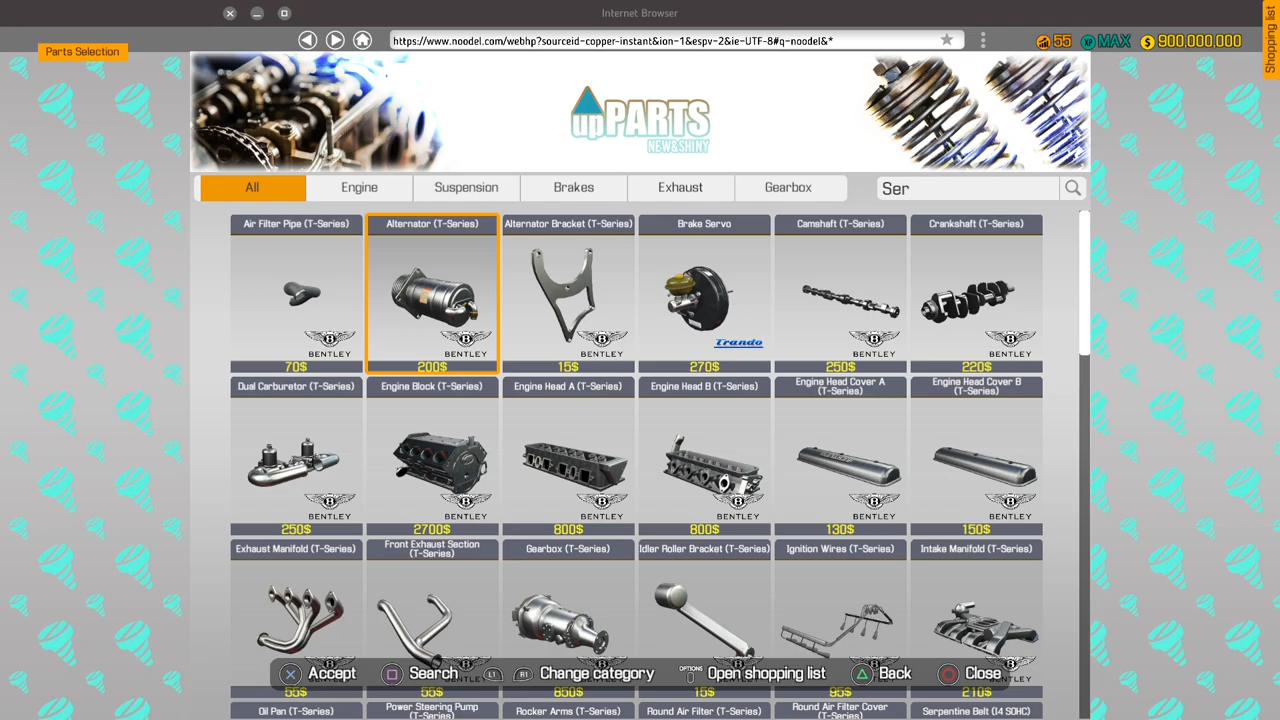 Internet Browser
Parts Selection
https://www.noodel.com/webhp?sourceid-copper-instant&ion-1&espv-2&ie-UTF-8#q-noodel&*
55
XP MAX
$ 900,000,000
Shopping list
upPARTS
NEW&SHINY
All
Engine
Suspension
Brakes
Exhaust
Gearbox
Ser
Air Filter Pipe (T-Series)
Alternator (T-Series)
Alternator Bracket (T-Series)
Brake Servo
Camshaft (T-Series)
Crankshaft (T-Series)
B
BENTLEY
B
BENTLEY
B
BENTLEY
Trando
B
BENTLEY
B
BENTLEY
70$
200$
15$
270$
250$
220$
Dual Carburetor (T-Series)
Engine Block (T-Series)
Engine Head A (T-Series)
Engine Head B (T-Series)
Engine Head Cover A
(T-Series)
Engine Head Cover B
(T-Series)
B
BENTLEY
B
BENTLEY
B
BENTLEY
B
BENTLEY
B
BENTLEY
B
BENTLEY
250$
2700$
800$
800$
130$
150$
Exhaust Manifold (T-Series)
Front Exhaust Section
(T-Series)
Gearbox (T-Series)
Idler Roller Bracket (T-Series)
Ignition Wires (T-Series)
Intake Manifold (T-Series)
Accept
Search
L1
R1
Change category
OPTIONS
Open shopping list
Back
Close
55$
55$
850$
15$
95$
210$
Oil Pan (T-Series)
Power Steering Pump
(T-Series)
Rocker Arms (T-Series)
Round Air Filter (T-Series)
Round Air Filter Cover
(T-Series)
Serpentine Belt (I4 SOHC)